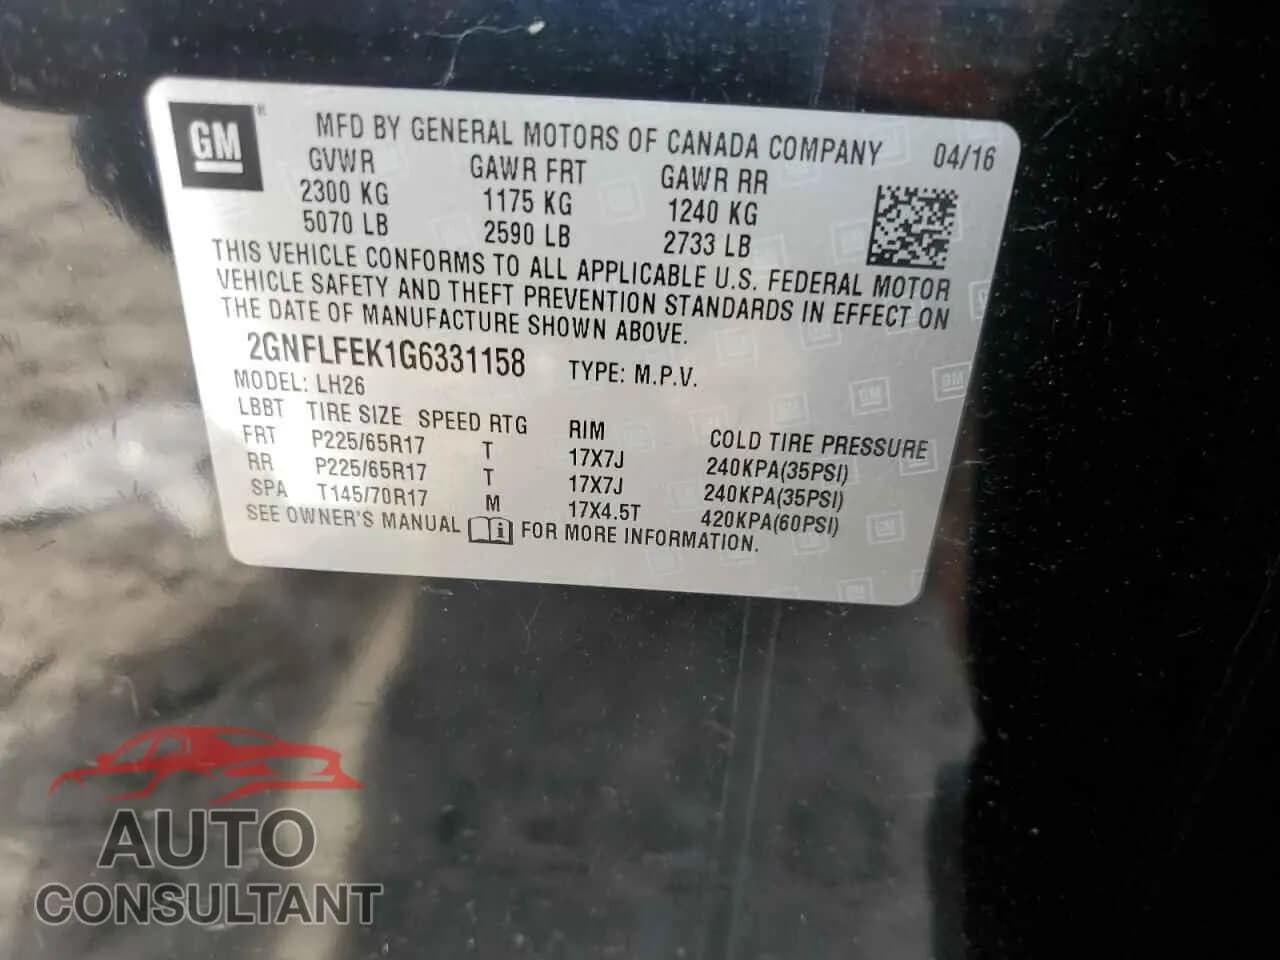 GM ®
MFD BY GENERAL MOTORS OF CANADA COMPANY 04/16
GVWR GAWR FRT GAWR RR
2300 KG 1175 KG 1240 KG
5070 LB 2590 LB 2733 LB
THIS VEHICLE CONFORMS TO ALL APPLICABLE U.S. FEDERAL MOTOR
VEHICLE SAFETY AND THEFT PREVENTION STANDARDS IN EFFECT ON
THE DATE OF MANUFACTURE SHOWN ABOVE.
2GNFLFEK1G6331158 TYPE: M.P.V.
MODEL: LH26
LBBT TIRE SIZE SPEED RTG RIM COLD TIRE PRESSURE
FRT P225/65R17 T 17X7J 240KPA(35PSI)
RR P225/65R17 T 17X7J 240KPA(35PSI)
SPA T145/70R17 M 17X4.5T 420KPA(60PSI)
SEE OWNER'S MANUAL i FOR MORE INFORMATION.
AUTO
CONSULTANT